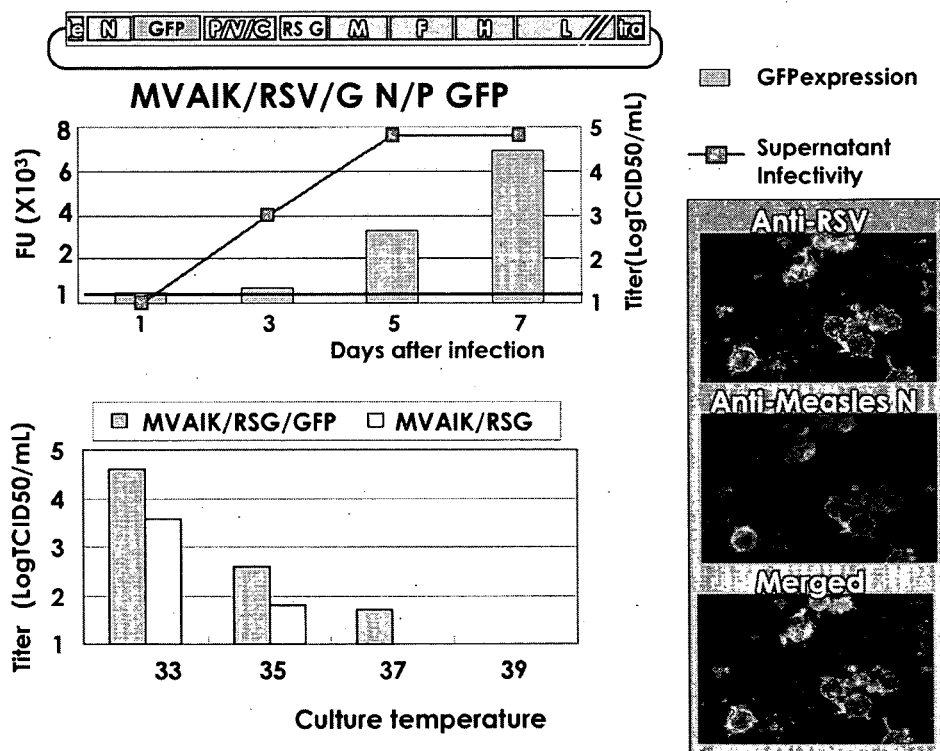 e N GFP P/V/C RS G M F H L tra
MVAIK/RSV/G N/P GFP
GFPexpression
Supernatant
Infectivity
FU (X10³)
8
6
4
2
1
Titer(LogTCID50/mL)
5
4
3
2
1
1 3 5 7
Days after infection
MVAIK/RSG/GFP MVAIK/RSG
Titer (LogTCID50/mL)
5
4
3
2
1
33 35 37 39
Culture temperature
Anti-RSV
Anti-Measles N
Merged